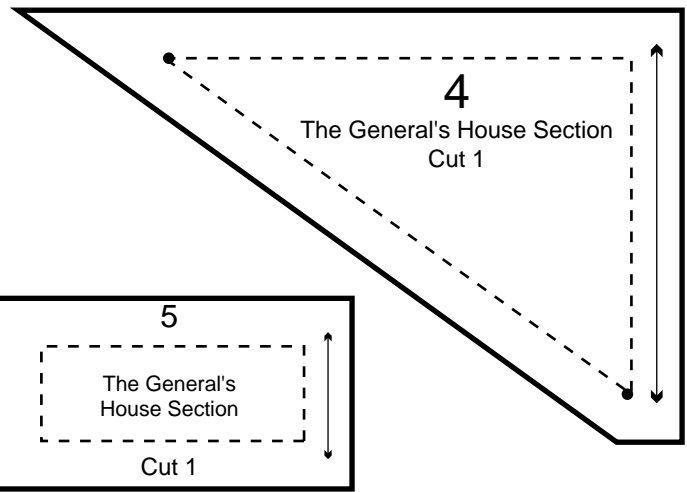 4
The General's House Section
Cut 1
5
The General's
House Section
Cut 1